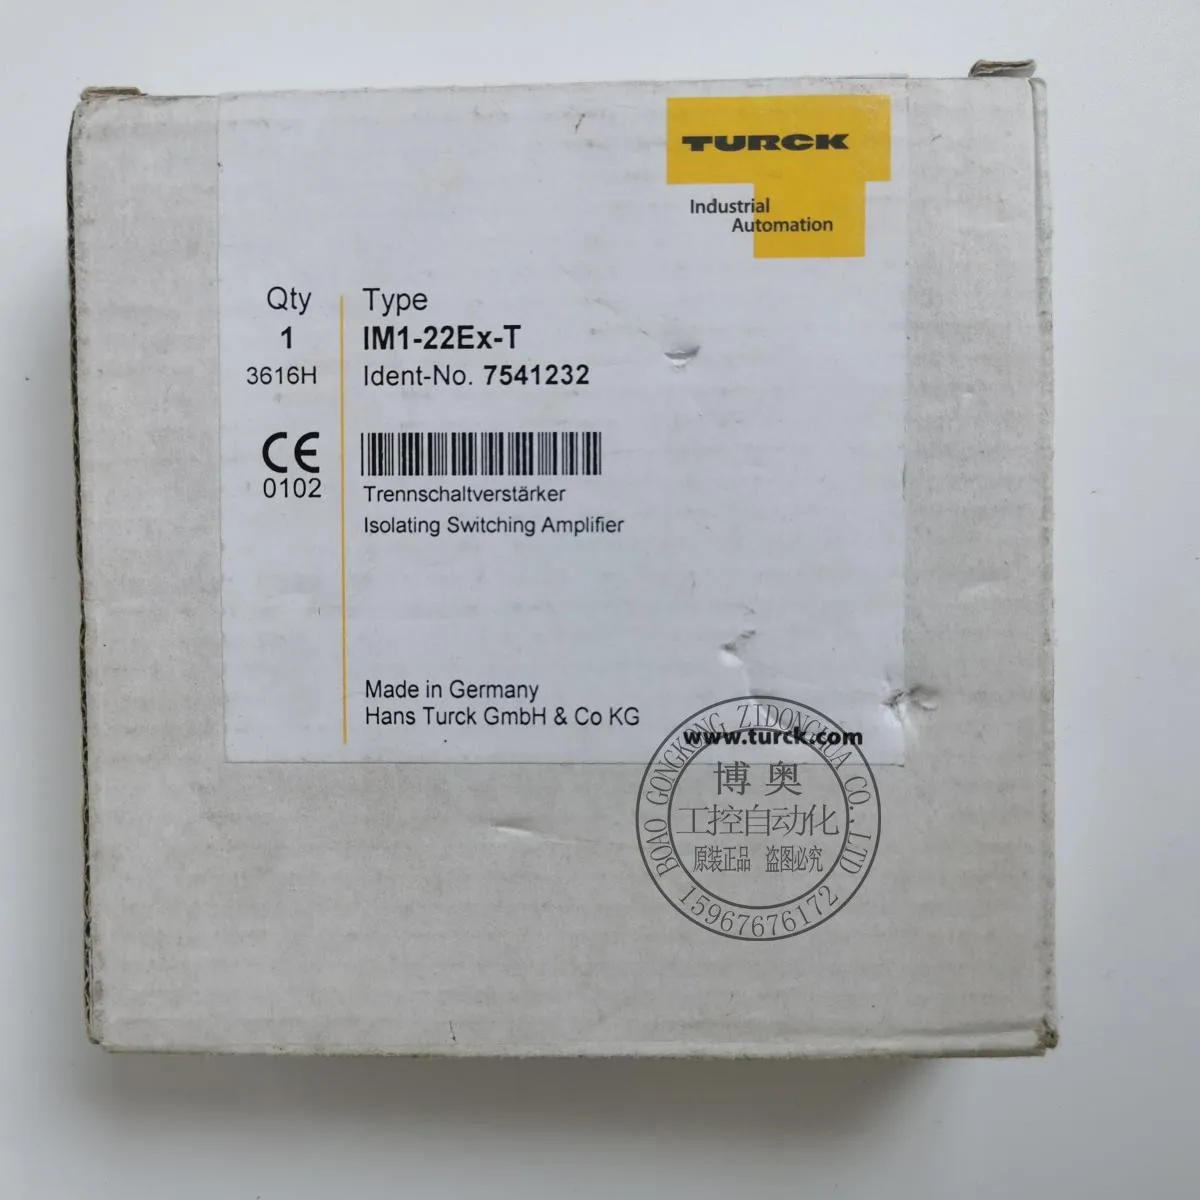 TURCK
Industrial
Automation
Qty
1
3616H
Type
IM1-22Ex-T
Ident-No. 7541232
CE
0102
Trennschaltverstärker
Isolating Switching Amplifier
Made in Germany
Hans Turck GmbH & Co KG
www.turck.com
BOAO GONGKONG ZIDONGHUA CO.,LTD
博奥
工控自动化
原装正品 盗图必究
15967676172